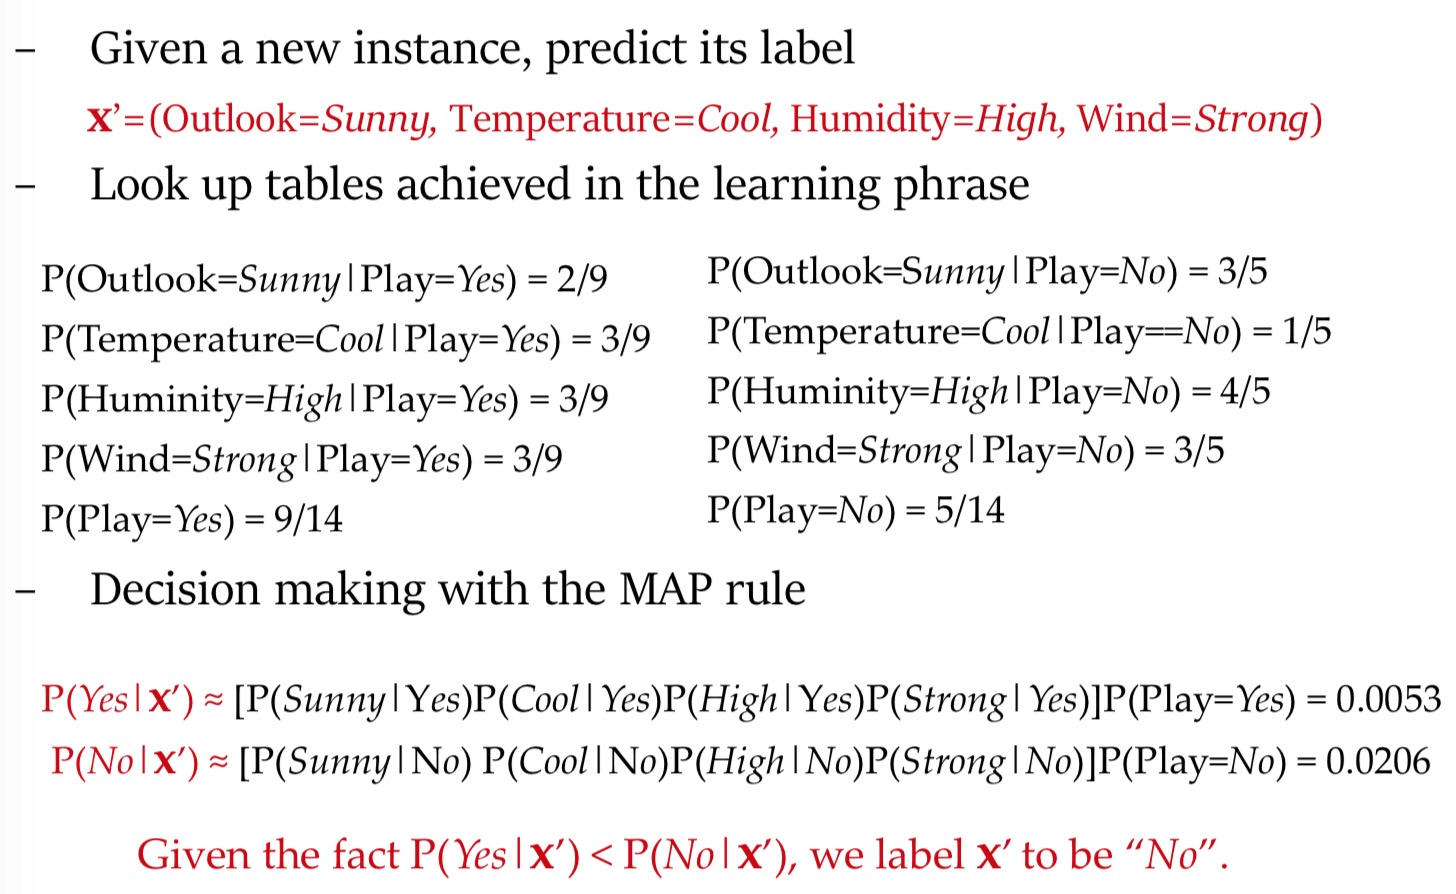 – Given a new instance, predict its label
x’=(Outlook=Sunny, Temperature=Cool, Humidity=High, Wind=Strong)
– Look up tables achieved in the learning phrase
P(Outlook=Sunny|Play=Yes) = 2/9
P(Temperature=Cool|Play=Yes) = 3/9
P(Huminity=High|Play=Yes) = 3/9
P(Wind=Strong|Play=Yes) = 3/9
P(Play=Yes) = 9/14
P(Outlook=Sunny|Play=No) = 3/5
P(Temperature=Cool|Play==No) = 1/5
P(Huminity=High|Play=No) = 4/5
P(Wind=Strong|Play=No) = 3/5
P(Play=No) = 5/14
– Decision making with the MAP rule
P(Yes|x′) ≈ [P(Sunny|Yes)P(Cool|Yes)P(High|Yes)P(Strong|Yes)]P(Play=Yes) = 0.0053
P(No|x′) ≈ [P(Sunny|No) P(Cool|No)P(High|No)P(Strong|No)]P(Play=No) = 0.0206
Given the fact P(Yes|x′) < P(No|x′), we label x′ to be “No”.